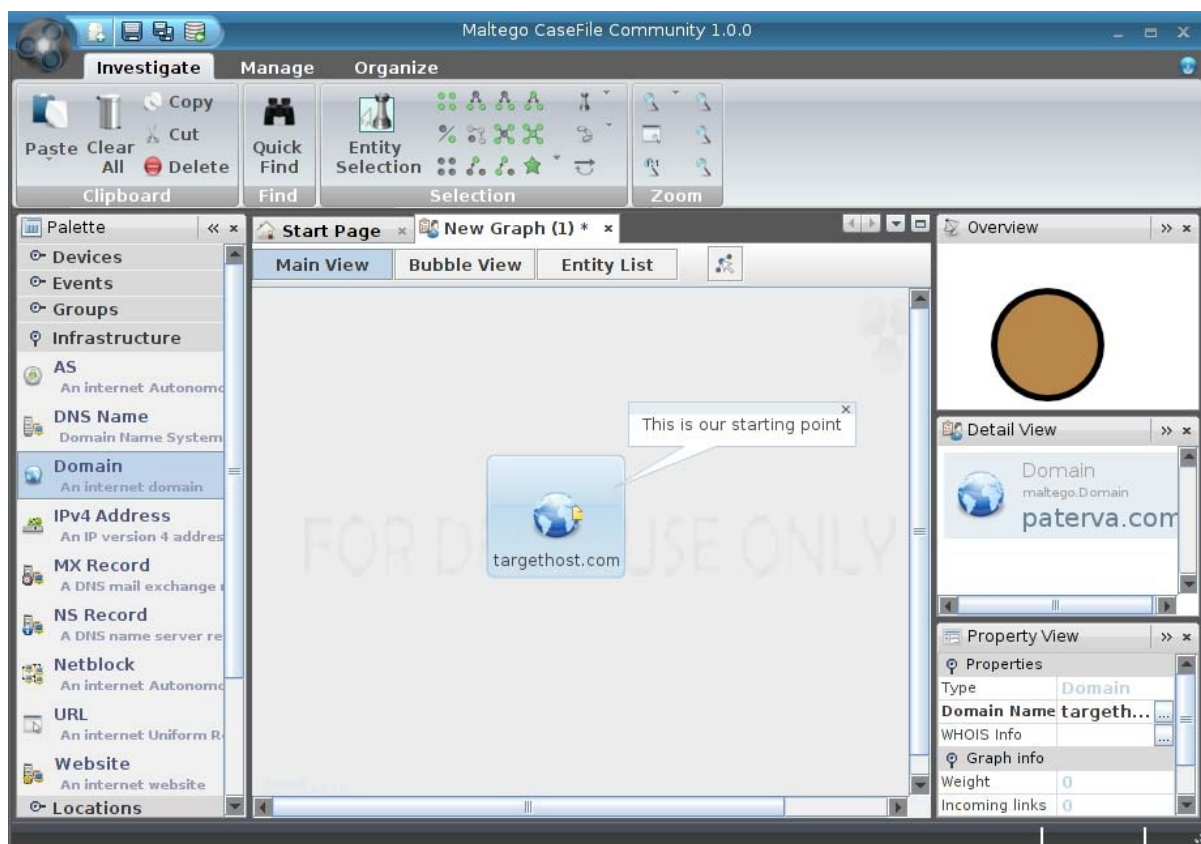 Maltego CaseFile Community 1.0.0
Investigate Manage Organize
Paste
Clear All
Copy
Cut
Delete
Clipboard
Quick Find
Find
Entity Selection
Selection
Zoom
Palette
Devices
Events
Groups
Infrastructure
AS
An internet Autonomo
DNS Name
Domain Name System
Domain
An internet domain
IPv4 Address
An IP version 4 addres
MX Record
A DNS mail exchange
NS Record
A DNS name server re
Netblock
An internet Autonomo
URL
An internet Uniform R
Website
An internet website
Locations
Start Page
New Graph (1) *
Main View Bubble View Entity List
This is our starting point
targethost.com
FOR D USE ONLY
Overview
Detail View
Domain
maltego.Domain
paterva.com
Property View
Properties
Type Domain
Domain Name targeth...
WHOIS Info
Graph info
Weight 0
Incoming links 0